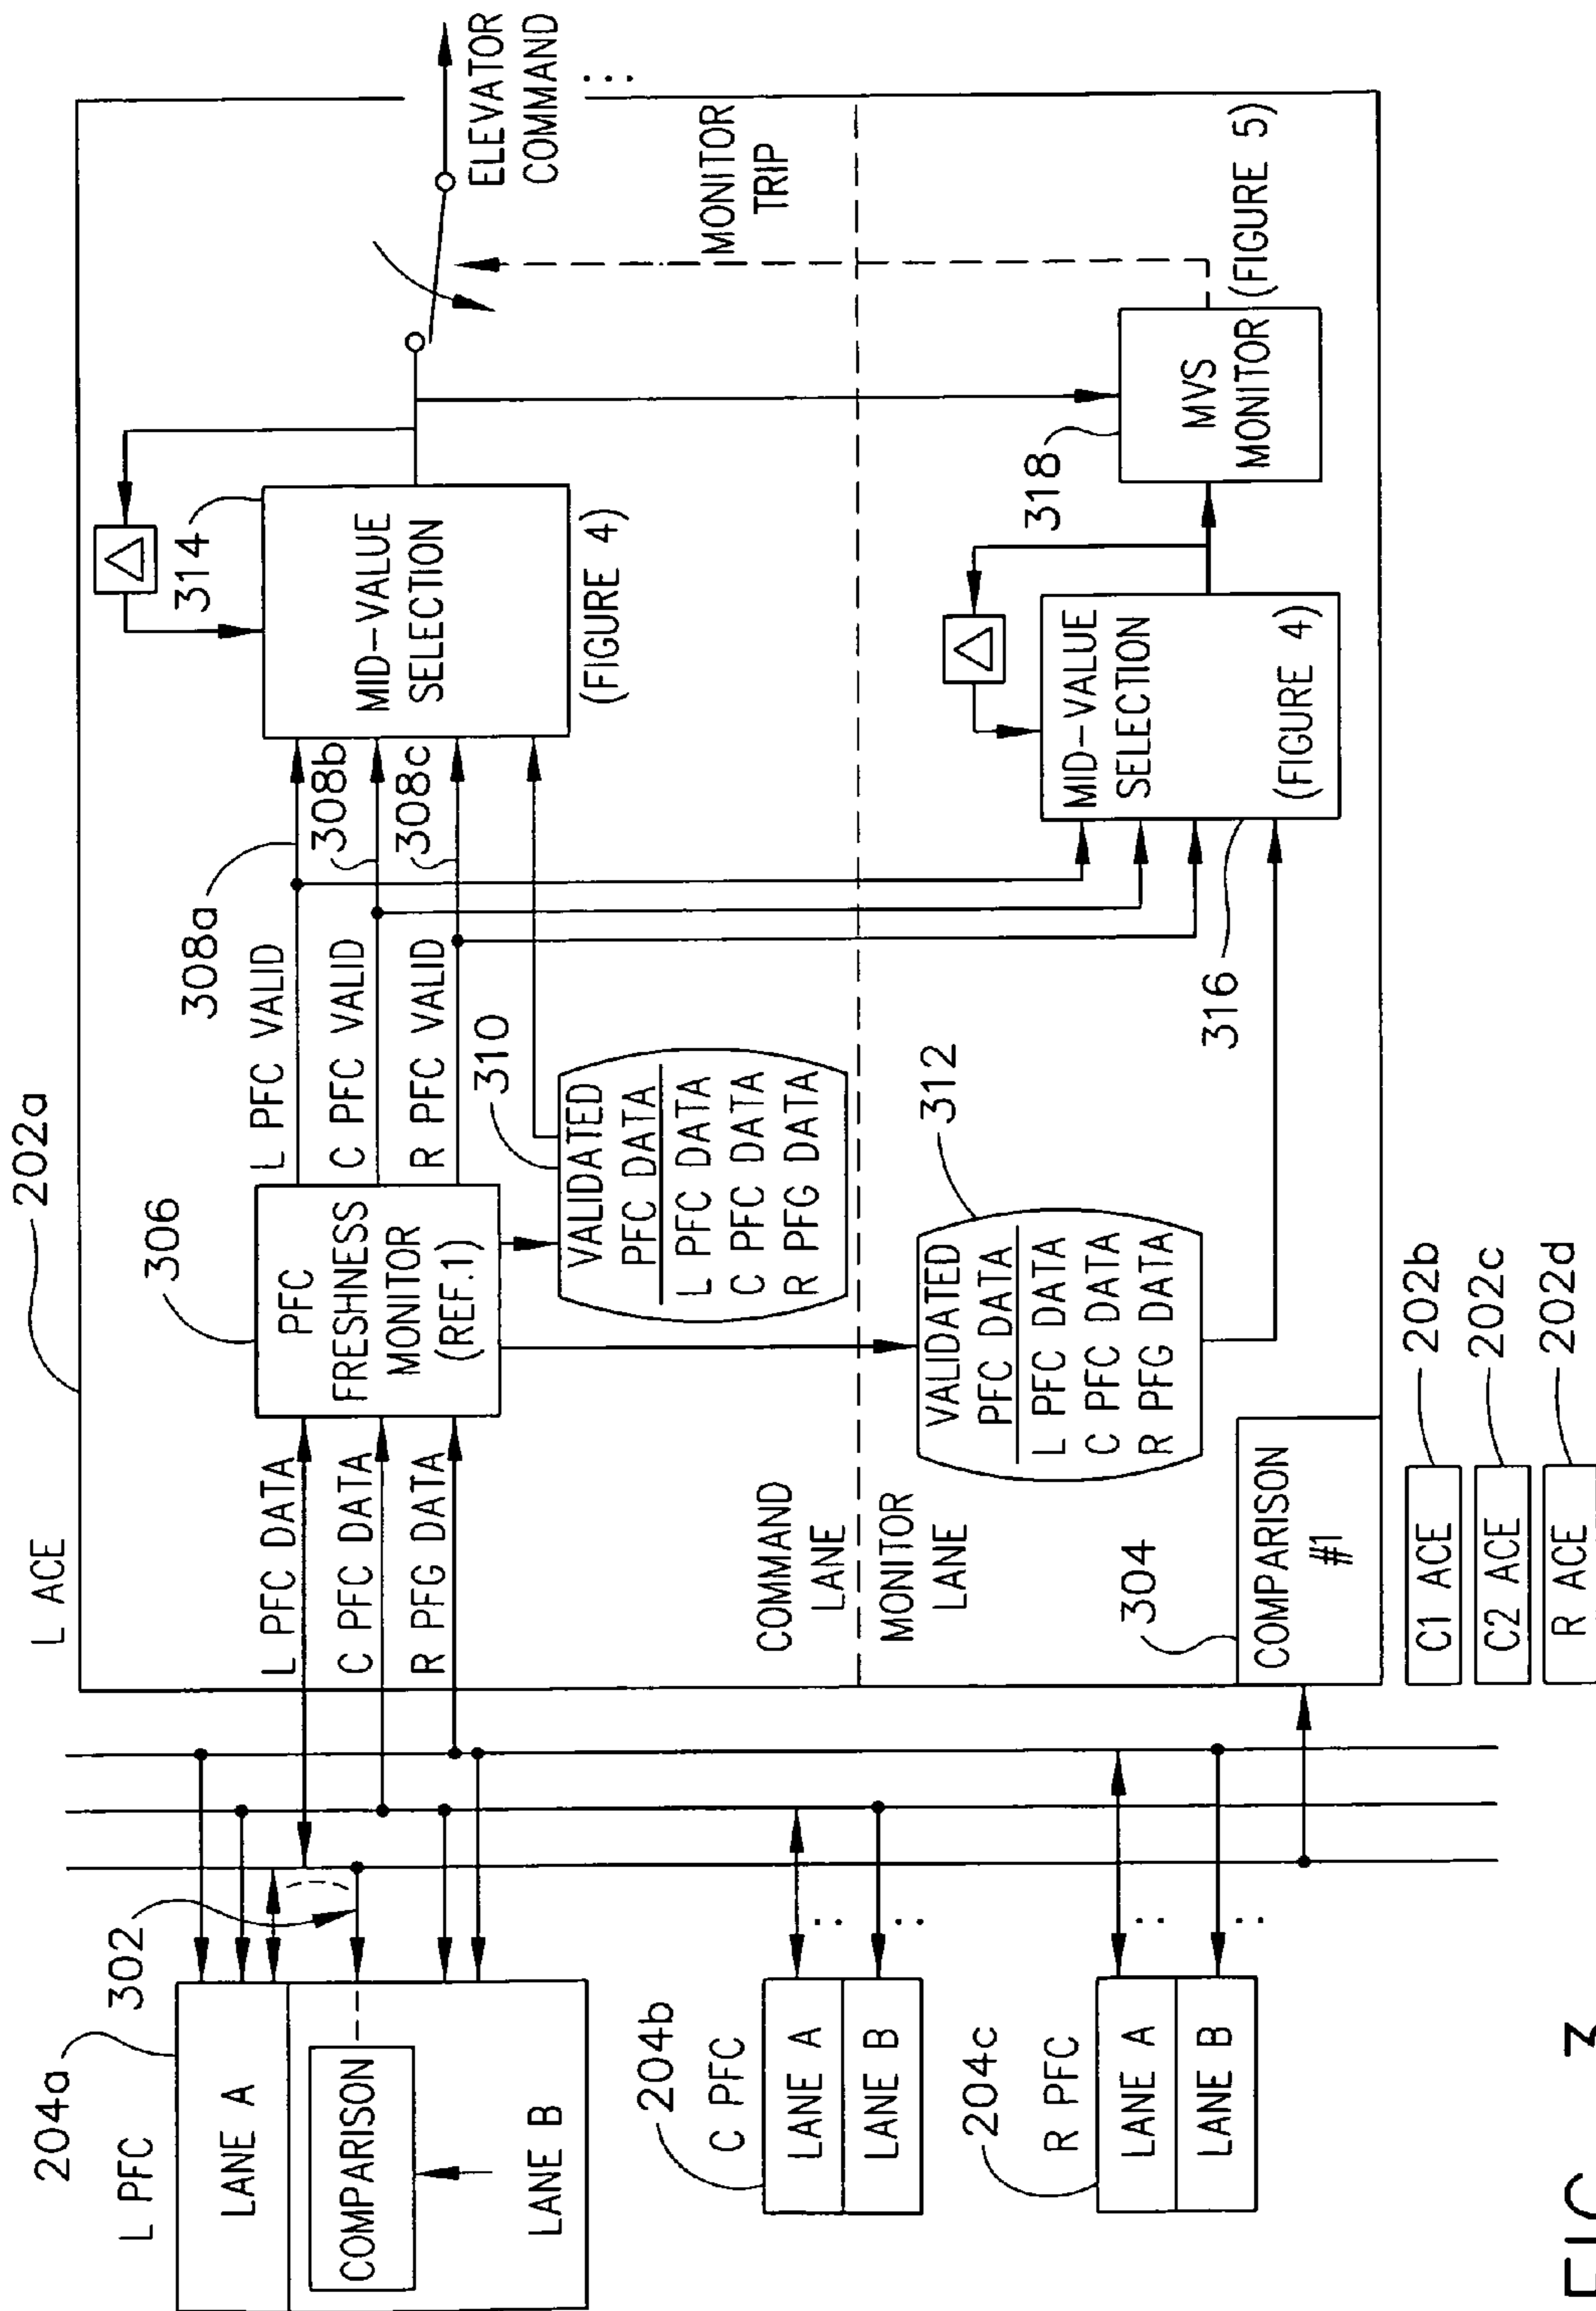 204a
L PFC
LANE A
COMPARISON
LANE B
302
204b
C PFC
LANE A
LANE B
204c
R PFC
LANE A
LANE B
L ACE
202a
L PFC DATA
C PFC DATA
R PFG DATA
306
PFC
FRESHNESS
MONITOR
(REF.1)
L PFC VALID
C PFC VALID
R PFC VALID
308a
308b
308c
310
VALIDATED
PFC DATA
L PFC DATA
C PFC DATA
R PFG DATA
314
MID-VALUE
SELECTION
(FIGURE 4)
ELEVATOR
COMMAND
COMMAND
LANE
MONITOR
LANE
MONITOR
TRIP
304
COMPARISON
#1
312
VALIDATED
PFC DATA
L PFC DATA
C PFC DATA
R PFG DATA
316
MID-VALUE
SELECTION
(FIGURE 4)
318
MVS
MONITOR
(FIGURE 5)
C1 ACE
202b
C2 ACE
202c
R ACE
202d
FIG. 3